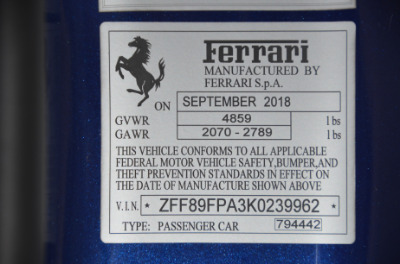 Ferrari
MANUFACTURED BY
FERRARI S.p.A.
ON SEPTEMBER 2018
GVWR 4859 lbs
GAWR 2070 - 2789 lbs
THIS VEHICLE CONFORMS TO ALL APPLICABLE
FEDERAL MOTOR VEHICLE SAFETY,BUMPER,AND
THEFT PREVENTION STANDARDS IN EFFECT ON
THE DATE OF MANUFACTURE SHOWN ABOVE
V.I.N. * ZFF89FPA3K0239962 *
TYPE: PASSENGER CAR 794442